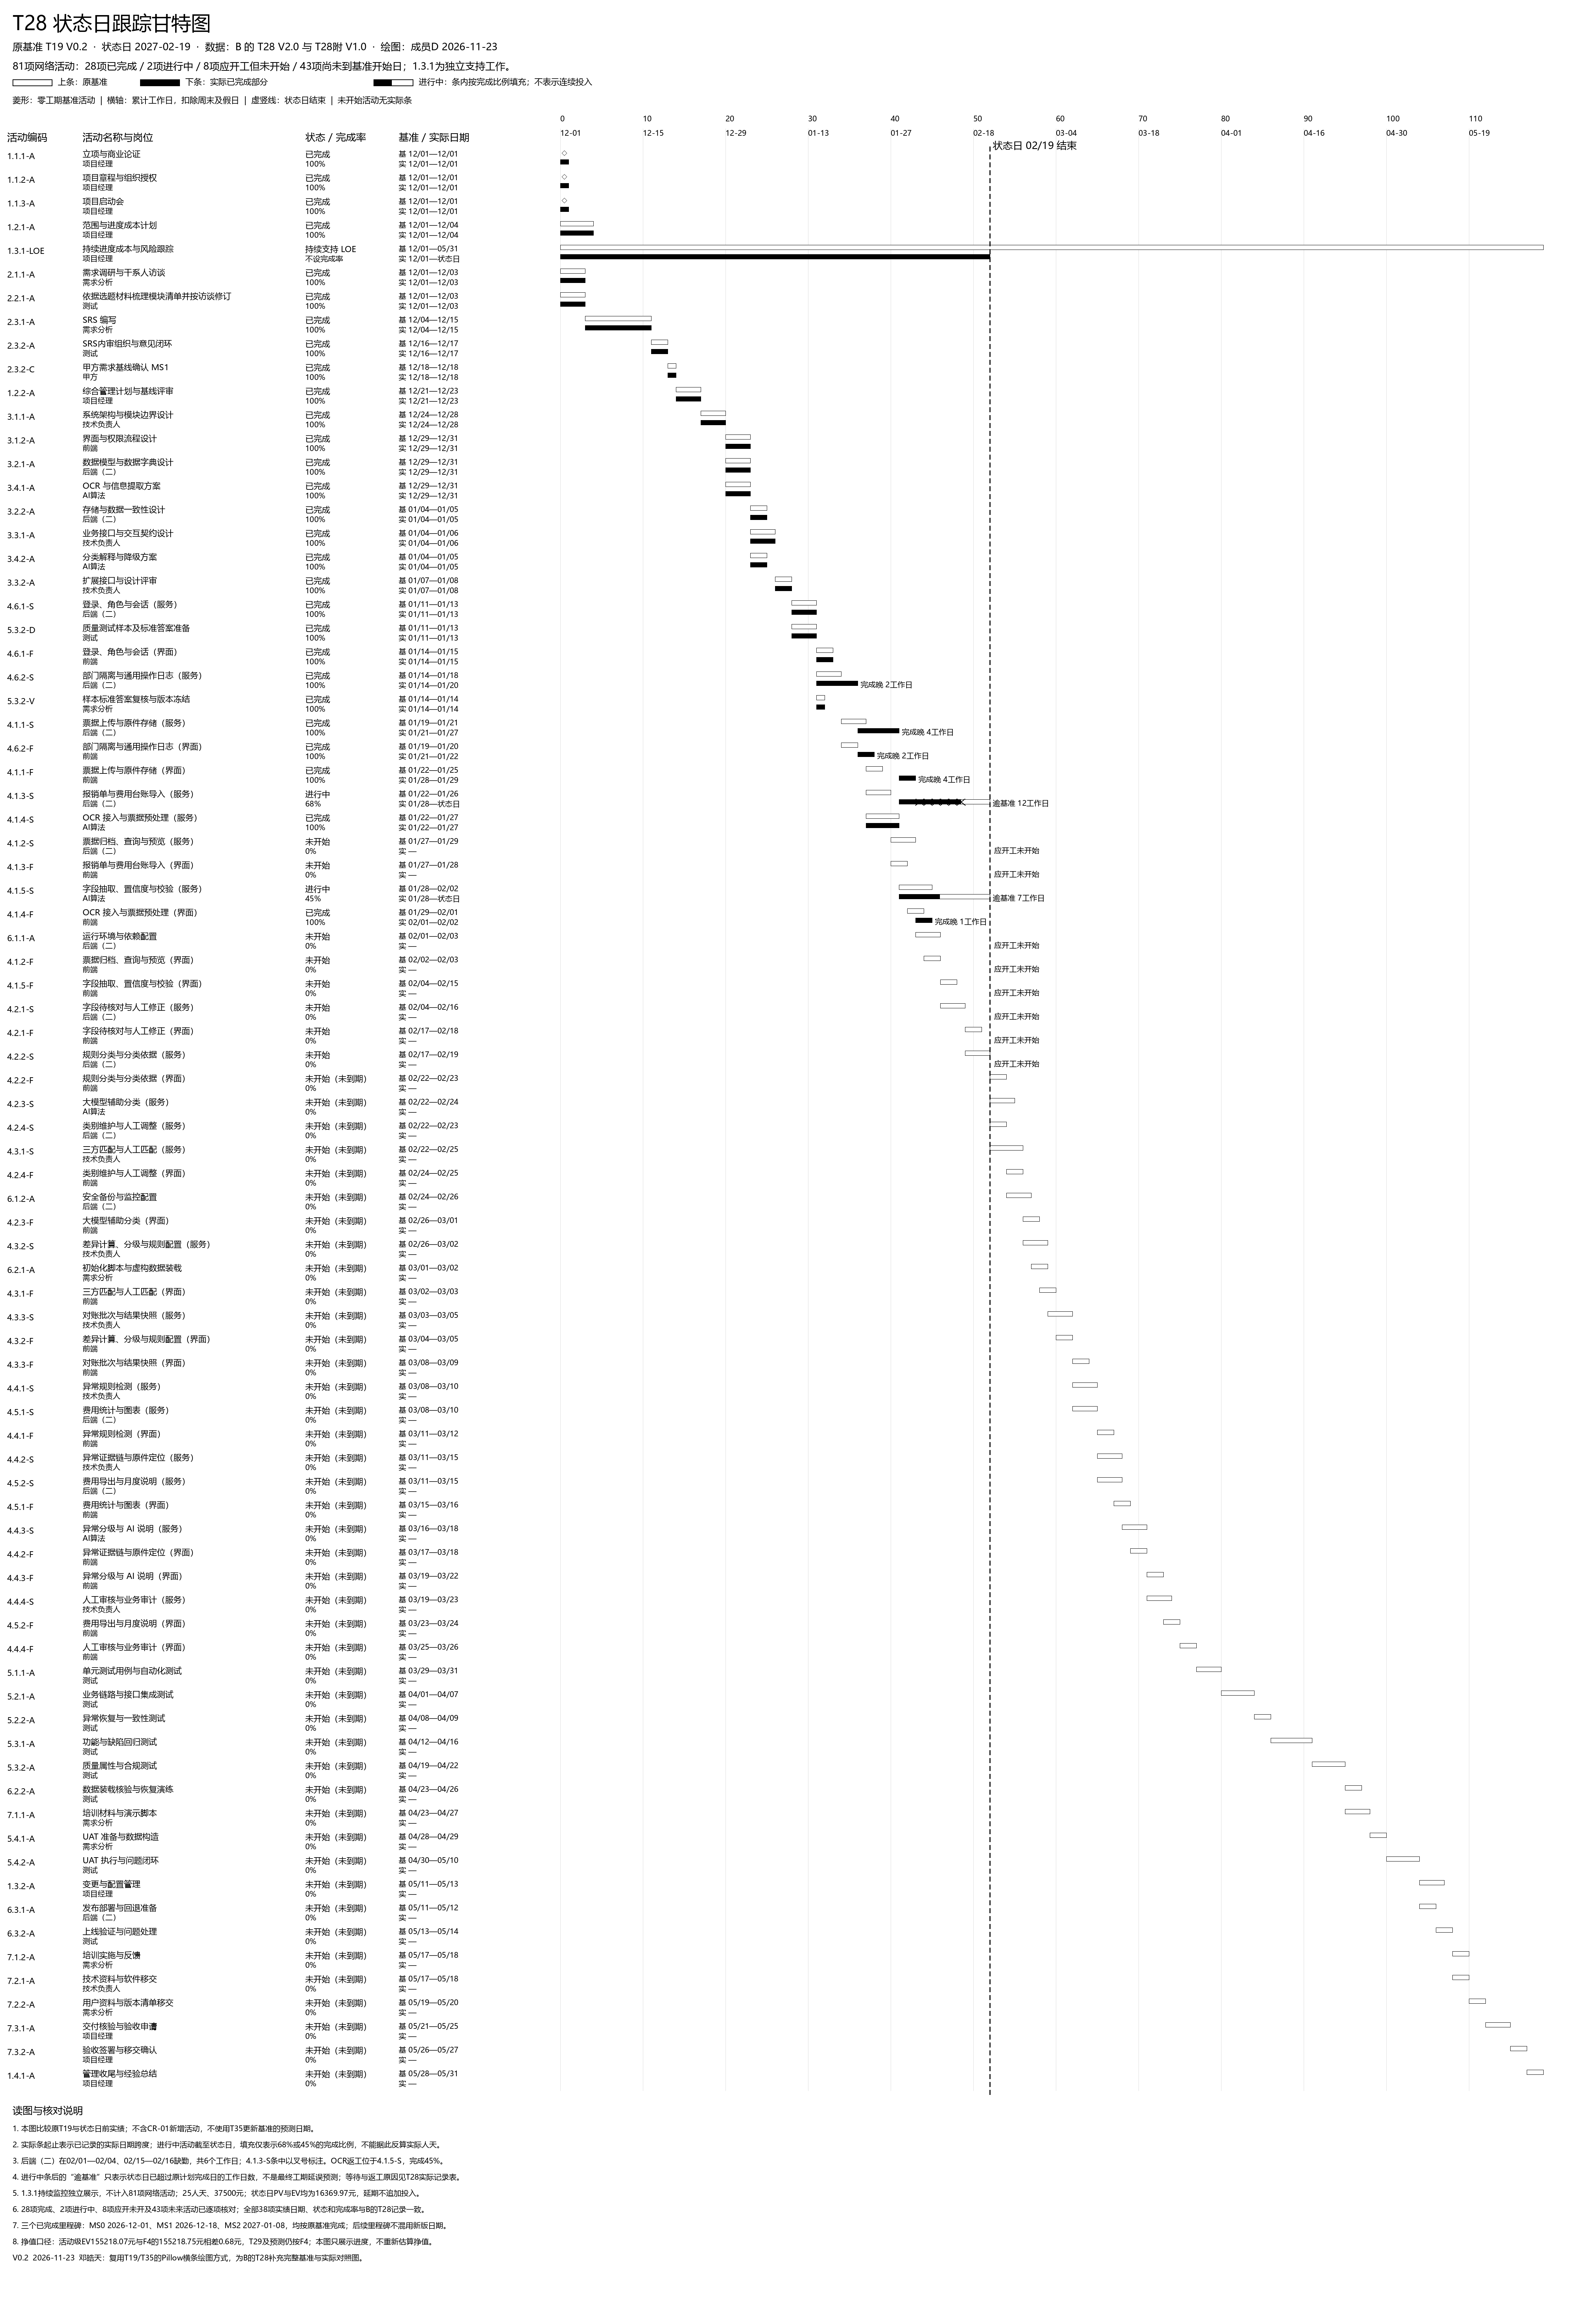 T28 状态日跟踪甘特图
原基准 T19 V0.2 · 状态日 2027-02-19 · 数据：B 的 T28 V2.0 与 T28附 V1.0 · 绘图：成员D 2026-11-23
81项网络活动：28项已完成 / 2项进行中 / 8项应开工但未开始 / 43项尚未到基准开始日；1.3.1为独立支持工作。
上条：原基准 下条：实际已完成部分 进行中：条内按完成比例填充；不表示连续投入
菱形：零工期基准活动 | 横轴：累计工作日，扣除周末及假日 | 虚竖线：状态日结束 | 未开始活动无实际条
0 10 20 30 40 50 60 70 80 90 100 110
活动编码 活动名称与岗位 状态 / 完成率 基准 / 实际日期 12-01 12-15 12-29 01-13 01-27 02-18 03-04 03-18 04-01 04-16 04-30 05-19
状态日 02/19 结束
1.1.1-A 立项与商业论证 已完成 基 12/01—12/01
项目经理 100% 实 12/01—12/01
1.1.2-A 项目章程与组织授权 已完成 基 12/01—12/01
项目经理 100% 实 12/01—12/01
1.1.3-A 项目启动会 已完成 基 12/01—12/01
项目经理 100% 实 12/01—12/01
1.2.1-A 范围与进度成本计划 已完成 基 12/01—12/04
项目经理 100% 实 12/01—12/04
1.3.1-LOE 持续进度成本与风险跟踪 持续支持 LOE 基 12/01—05/31
项目经理 不设完成率 实 12/01—状态日
2.1.1-A 需求调研与干系人访谈 已完成 基 12/01—12/03
需求分析 100% 实 12/01—12/03
2.2.1-A 依据选题材料梳理模块清单并按访谈修订 已完成 基 12/01—12/03
测试 100% 实 12/01—12/03
2.3.1-A SRS 编写 已完成 基 12/04—12/15
需求分析 100% 实 12/04—12/15
2.3.2-A SRS内审组织与意见闭环 已完成 基 12/16—12/17
测试 100% 实 12/16—12/17
2.3.2-C 甲方需求基线确认 MS1 已完成 基 12/18—12/18
甲方 100% 实 12/18—12/18
1.2.2-A 综合管理计划与基线评审 已完成 基 12/21—12/23
项目经理 100% 实 12/21—12/23
3.1.1-A 系统架构与模块边界设计 已完成 基 12/24—12/28
技术负责人 100% 实 12/24—12/28
3.1.2-A 界面与权限流程设计 已完成 基 12/29—12/31
前端 100% 实 12/29—12/31
3.2.1-A 数据模型与数据字典设计 已完成 基 12/29—12/31
后端（二） 100% 实 12/29—12/31
3.4.1-A OCR 与信息提取方案 已完成 基 12/29—12/31
AI算法 100% 实 12/29—12/31
3.2.2-A 存储与数据一致性设计 已完成 基 01/04—01/05
后端（二） 100% 实 01/04—01/05
3.3.1-A 业务接口与交互契约设计 已完成 基 01/04—01/06
技术负责人 100% 实 01/04—01/06
3.4.2-A 分类解释与降级方案 已完成 基 01/04—01/05
AI算法 100% 实 01/04—01/05
3.3.2-A 扩展接口与设计评审 已完成 基 01/07—01/08
技术负责人 100% 实 01/07—01/08
4.6.1-S 登录、角色与会话（服务） 已完成 基 01/11—01/13
后端（二） 100% 实 01/11—01/13
5.3.2-D 质量测试样本及标准答案准备 已完成 基 01/11—01/13
测试 100% 实 01/11—01/13
4.6.1-F 登录、角色与会话（界面） 已完成 基 01/14—01/15
前端 100% 实 01/14—01/15
4.6.2-S 部门隔离与通用操作日志（服务） 已完成 基 01/14—01/18
后端（二） 100% 实 01/14—01/20 完成晚 2工作日
5.3.2-V 样本标准答案复核与版本冻结 已完成 基 01/14—01/14
需求分析 100% 实 01/14—01/14
4.1.1-S 票据上传与原件存储（服务） 已完成 基 01/19—01/21
后端（二） 100% 实 01/21—01/27 完成晚 4工作日
4.6.2-F 部门隔离与通用操作日志（界面） 已完成 基 01/19—01/20
前端 100% 实 01/21—01/22 完成晚 2工作日
4.1.1-F 票据上传与原件存储（界面） 已完成 基 01/22—01/25
前端 100% 实 01/28—01/29 完成晚 4工作日
4.1.3-S 报销单与费用台账导入（服务） 进行中 基 01/22—01/26
后端（二） 68% 实 01/28—状态日 逾基准 12工作日
4.1.4-S OCR 接入与票据预处理（服务） 已完成 基 01/22—01/27
AI算法 100% 实 01/22—01/27
4.1.2-S 票据归档、查询与预览（服务） 未开始 基 01/27—01/29
后端（二） 0% 实 — 应开工未开始
4.1.3-F 报销单与费用台账导入（界面） 未开始 基 01/27—01/28
前端 0% 实 — 应开工未开始
4.1.5-S 字段抽取、置信度与校验（服务） 进行中 基 01/28—02/02
AI算法 45% 实 01/28—状态日 逾基准 7工作日
4.1.4-F OCR 接入与票据预处理（界面） 已完成 基 01/29—02/01
前端 100% 实 02/01—02/02 完成晚 1工作日
6.1.1-A 运行环境与依赖配置 未开始 基 02/01—02/03
后端（二） 0% 实 — 应开工未开始
4.1.2-F 票据归档、查询与预览（界面） 未开始 基 02/02—02/03
前端 0% 实 — 应开工未开始
4.1.5-F 字段抽取、置信度与校验（界面） 未开始 基 02/04—02/15
前端 0% 实 — 应开工未开始
4.2.1-S 字段待核对与人工修正（服务） 未开始 基 02/04—02/16
后端（二） 0% 实 — 应开工未开始
4.2.1-F 字段待核对与人工修正（界面） 未开始 基 02/17—02/18
前端 0% 实 — 应开工未开始
4.2.2-S 规则分类与分类依据（服务） 未开始 基 02/17—02/19
后端（二） 0% 实 — 应开工未开始
4.2.2-F 规则分类与分类依据（界面） 未开始（未到期） 基 02/22—02/23
前端 0% 实 —
4.2.3-S 大模型辅助分类（服务） 未开始（未到期） 基 02/22—02/24
AI算法 0% 实 —
4.2.4-S 类别维护与人工调整（服务） 未开始（未到期） 基 02/22—02/23
后端（二） 0% 实 —
4.3.1-S 三方匹配与人工匹配（服务） 未开始（未到期） 基 02/22—02/25
技术负责人 0% 实 —
4.2.4-F 类别维护与人工调整（界面） 未开始（未到期） 基 02/24—02/25
前端 0% 实 —
6.1.2-A 安全备份与监控配置 未开始（未到期） 基 02/24—02/26
后端（二） 0% 实 —
4.2.3-F 大模型辅助分类（界面） 未开始（未到期） 基 02/26—03/01
前端 0% 实 —
4.3.2-S 差异计算、分级与规则配置（服务） 未开始（未到期） 基 02/26—03/02
技术负责人 0% 实 —
6.2.1-A 初始化脚本与虚构数据装载 未开始（未到期） 基 03/01—03/02
需求分析 0% 实 —
4.3.1-F 三方匹配与人工匹配（界面） 未开始（未到期） 基 03/02—03/03
前端 0% 实 —
4.3.3-S 对账批次与结果快照（服务） 未开始（未到期） 基 03/03—03/05
技术负责人 0% 实 —
4.3.2-F 差异计算、分级与规则配置（界面） 未开始（未到期） 基 03/04—03/05
前端 0% 实 —
4.3.3-F 对账批次与结果快照（界面） 未开始（未到期） 基 03/08—03/09
前端 0% 实 —
4.4.1-S 异常规则检测（服务） 未开始（未到期） 基 03/08—03/10
技术负责人 0% 实 —
4.5.1-S 费用统计与图表（服务） 未开始（未到期） 基 03/08—03/10
后端（二） 0% 实 —
4.4.1-F 异常规则检测（界面） 未开始（未到期） 基 03/11—03/12
前端 0% 实 —
4.4.2-S 异常证据链与原件定位（服务） 未开始（未到期） 基 03/11—03/15
技术负责人 0% 实 —
4.5.2-S 费用导出与月度说明（服务） 未开始（未到期） 基 03/11—03/15
后端（二） 0% 实 —
4.5.1-F 费用统计与图表（界面） 未开始（未到期） 基 03/15—03/16
前端 0% 实 —
4.4.3-S 异常分级与 AI 说明（服务） 未开始（未到期） 基 03/16—03/18
AI算法 0% 实 —
4.4.2-F 异常证据链与原件定位（界面） 未开始（未到期） 基 03/17—03/18
前端 0% 实 —
4.4.3-F 异常分级与 AI 说明（界面） 未开始（未到期） 基 03/19—03/22
前端 0% 实 —
4.4.4-S 人工审核与业务审计（服务） 未开始（未到期） 基 03/19—03/23
技术负责人 0% 实 —
4.5.2-F 费用导出与月度说明（界面） 未开始（未到期） 基 03/23—03/24
前端 0% 实 —
4.4.4-F 人工审核与业务审计（界面） 未开始（未到期） 基 03/25—03/26
前端 0% 实 —
5.1.1-A 单元测试用例与自动化测试 未开始（未到期） 基 03/29—03/31
测试 0% 实 —
5.2.1-A 业务链路与接口集成测试 未开始（未到期） 基 04/01—04/07
测试 0% 实 —
5.2.2-A 异常恢复与一致性测试 未开始（未到期） 基 04/08—04/09
测试 0% 实 —
5.3.1-A 功能与缺陷回归测试 未开始（未到期） 基 04/12—04/16
测试 0% 实 —
5.3.2-A 质量属性与合规测试 未开始（未到期） 基 04/19—04/22
测试 0% 实 —
6.2.2-A 数据装载核验与恢复演练 未开始（未到期） 基 04/23—04/26
测试 0% 实 —
7.1.1-A 培训材料与演示脚本 未开始（未到期） 基 04/23—04/27
需求分析 0% 实 —
5.4.1-A UAT 准备与数据构造 未开始（未到期） 基 04/28—04/29
需求分析 0% 实 —
5.4.2-A UAT 执行与问题闭环 未开始（未到期） 基 04/30—05/10
测试 0% 实 —
1.3.2-A 变更与配置管理 未开始（未到期） 基 05/11—05/13
项目经理 0% 实 —
6.3.1-A 发布部署与回退准备 未开始（未到期） 基 05/11—05/12
后端（二） 0% 实 —
6.3.2-A 上线验证与问题处理 未开始（未到期） 基 05/13—05/14
测试 0% 实 —
7.1.2-A 培训实施与反馈 未开始（未到期） 基 05/17—05/18
需求分析 0% 实 —
7.2.1-A 技术资料与软件移交 未开始（未到期） 基 05/17—05/18
技术负责人 0% 实 —
7.2.2-A 用户资料与版本清单移交 未开始（未到期） 基 05/19—05/20
需求分析 0% 实 —
7.3.1-A 交付核验与验收申请 未开始（未到期） 基 05/21—05/25
项目经理 0% 实 —
7.3.2-A 验收签署与移交确认 未开始（未到期） 基 05/26—05/27
项目经理 0% 实 —
1.4.1-A 管理收尾与经验总结 未开始（未到期） 基 05/28—05/31
项目经理 0% 实 —
读图与核对说明
1. 本图比较原T19与状态日前实绩；不含CR-01新增活动，不使用T35更新基准的预测日期。
2. 实际条起止表示已记录的实际日期跨度；进行中活动截至状态日，填充仅表示68%或45%的完成比例，不能据此反算实际人天。
3. 后端（二）在02/01—02/04、02/15—02/16缺勤，共6个工作日；4.1.3-S条中以叉号标注。OCR返工位于4.1.5-S，完成45%。
4. 进行中条后的“逾基准”只表示状态日已超过原计划完成日的工作日数，不是最终工期延误预测；等待与返工原因见T28实际记录表。
5. 1.3.1持续监控独立展示，不计入81项网络活动；25人天、37500元；状态日PV与EV均为16369.97元，延期不追加投入。
6. 28项完成、2项进行中、8项应开未开及43项未来活动已逐项核对；全部38项实绩日期、状态和完成率与B的T28记录一致。
7. 三个已完成里程碑：MS0 2026-12-01、MS1 2026-12-18、MS2 2027-01-08，均按原基准完成；后续里程碑不混用新版日期。
8. 挣值口径：活动级EV155218.07元与F4的155218.75元相差0.68元，T29及预测仍按F4；本图只展示进度，不重新估算挣值。
V0.2 2026-11-23 邓皓天：复用T19/T35的Pillow横条绘图方式，为B的T28补充完整基准与实际对照图。